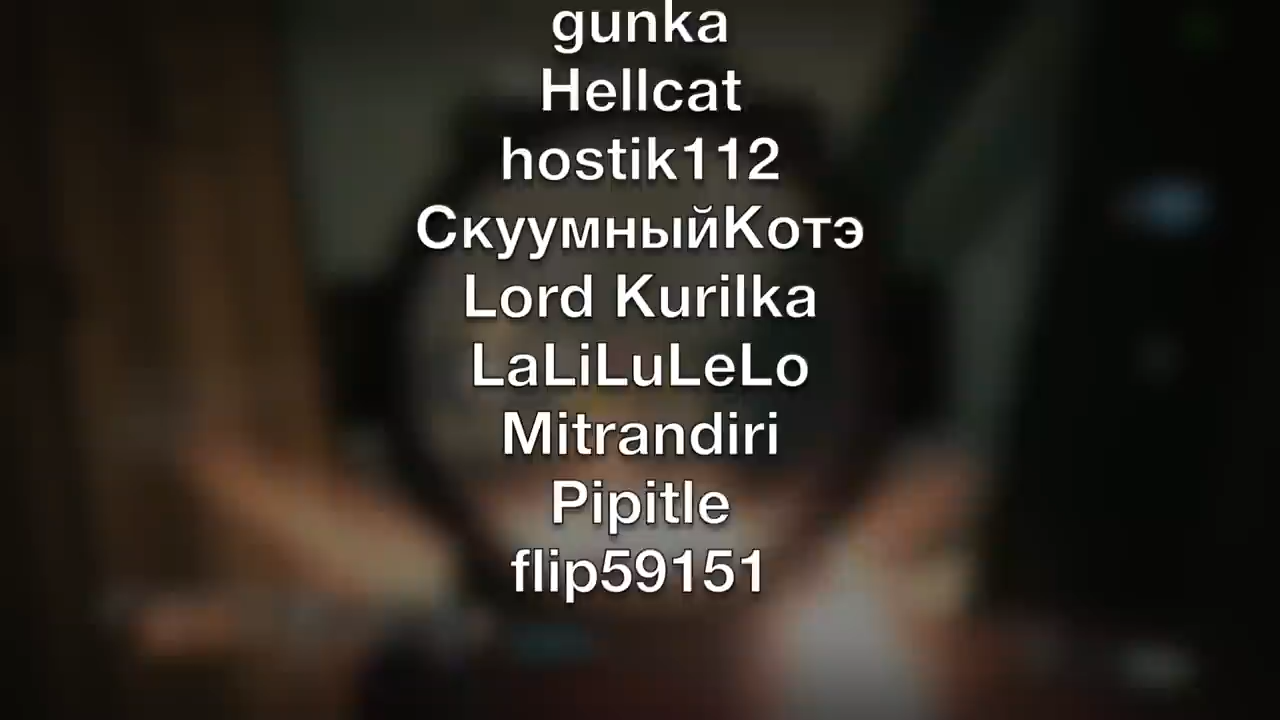 gunka
Hellcat
hostik112
СкуумныйКотэ
Lord Kurilka
LaLiLuLeLo
Mitrandiri
Pipitle
flip59151